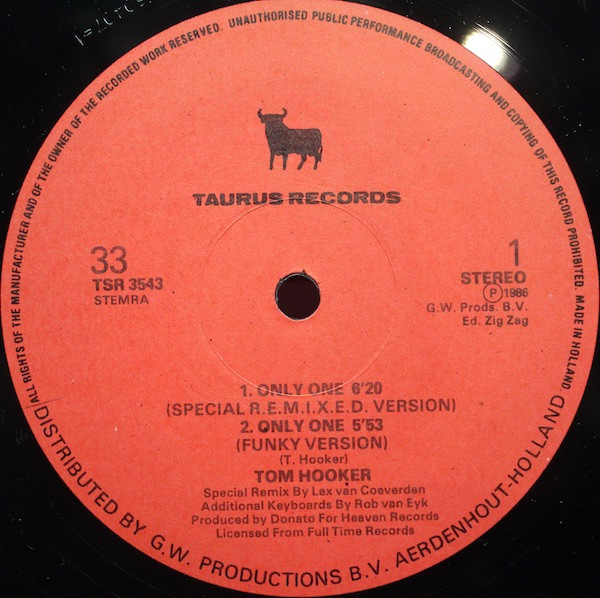 ALL RIGHTS OF THE MANUFACTURER AND OF THE OWNER OF THE RECORDED WORK RESERVED. UNAUTHORISED PUBLIC PERFORMANCE BROADCASTING AND COPYING OF THIS RECORD PROHIBITED. MADE IN HOLLAND
TAURUS RECORDS
33
TSR 3543
STEMRA
1
STEREO
Ⓟ 1986
G.W. Prods. B.V.
Ed. Zig Zag
1. ONLY ONE 6'20
(SPECIAL R.E.M.I.X.E.D. VERSION)
2. ONLY ONE 5'53
(FUNKY VERSION)
(T. Hooker)
TOM HOOKER
Special Remix By Lex van Coeverden
Additional Keyboards By Rob van Eyk
Produced by Donato For Heaven Records
Licensed From Full Time Records
DISTRIBUTED BY G.W. PRODUCTIONS B.V. AERDENHOUT-HOLLAND